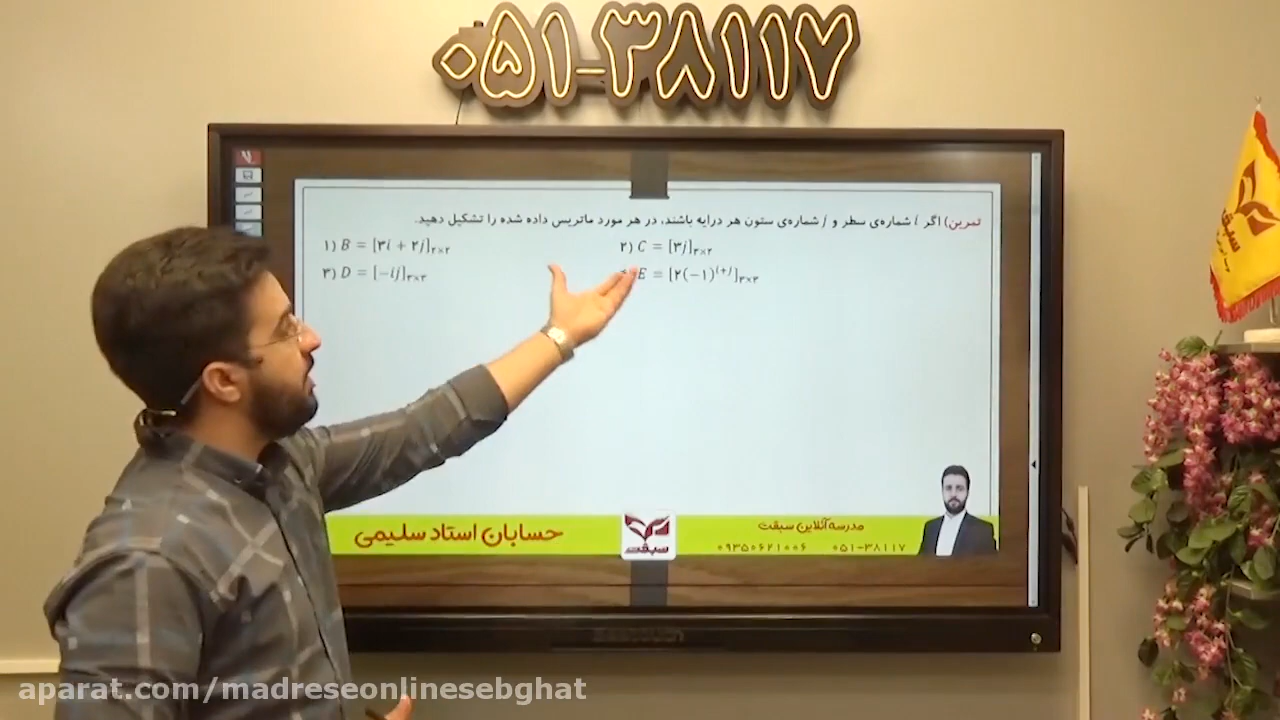 ۰۵۱-۳۸۱۱۷
تمرین) اگر i شماره‌ی سطر و j شماره‌ی ستون هر درایه باشند، در هر مورد ماتریس داده شده را تشکیل دهید.
۱) B = [۳i + ۲j]۲×۲ ۲) C = [۳j]۲×۲
۳) D = [−ij]۳×۳ E = [۲(−۱)^(i+j)]۳×۳
حسابان استاد سلیمی
سبقت
مدرسه آنلاین سبقت
۰۹۳۵۰۶۲۱۰۰۶ ۰۵۱-۳۸۱۱۷
سبقت
aparat.com/madreseonlinesebghat